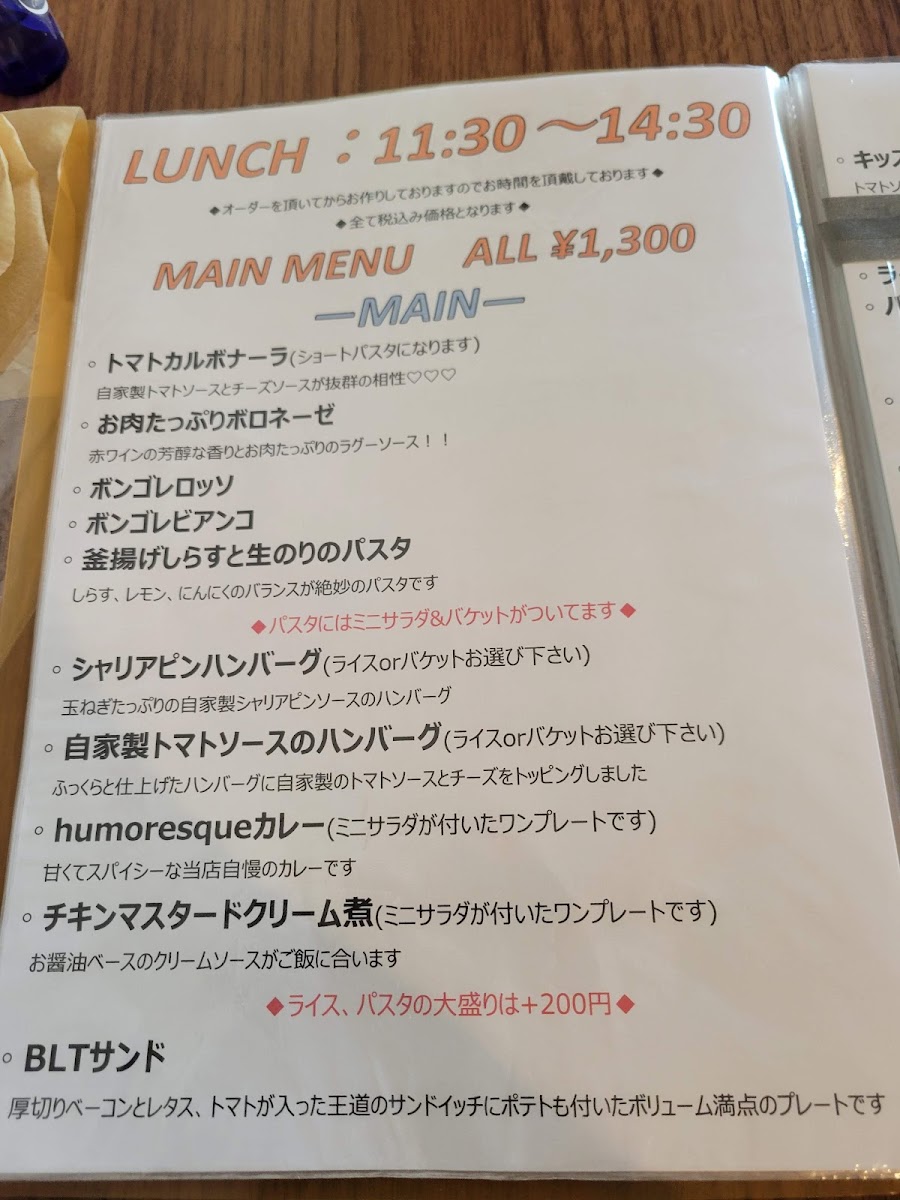 LUNCH：11:30～14:30
◆オーダーを頂いてからお作りしておりますのでお時間を頂戴しております◆
◆全て税込み価格となります◆
MAIN MENU ALL ¥1,300
―MAIN―
◦ トマトカルボナーラ(ショートパスタになります)
自家製トマトソースとチーズソースが抜群の相性♡♡♡
◦ お肉たっぷりボロネーゼ
赤ワインの芳醇な香りとお肉たっぷりのラグーソース！！
◦ ボンゴレロッソ
◦ ボンゴレビアンコ
◦ 釜揚げしらすと生のりのパスタ
しらす、レモン、にんにくのバランスが絶妙のパスタです
◆パスタにはミニサラダ&バケットがついてます◆
◦ シャリアピンハンバーグ(ライスorバケットお選び下さい)
玉ねぎたっぷりの自家製シャリアピンソースのハンバーグ
◦ 自家製トマトソースのハンバーグ(ライスorバケットお選び下さい)
ふっくらと仕上げたハンバーグに自家製のトマトソースとチーズをトッピングしました
◦ humoresqueカレー(ミニサラダが付いたワンプレートです)
甘くてスパイシーな当店自慢のカレーです
◦ チキンマスタードクリーム煮(ミニサラダが付いたワンプレートです)
お醤油ベースのクリームソースがご飯に合います
◆ライス、パスタの大盛りは+200円◆
◦ BLTサンド
厚切りベーコンとレタス、トマトが入った王道のサンドイッチにポテトも付いたボリューム満点のプレートです
◦ キッズ
トマトソ